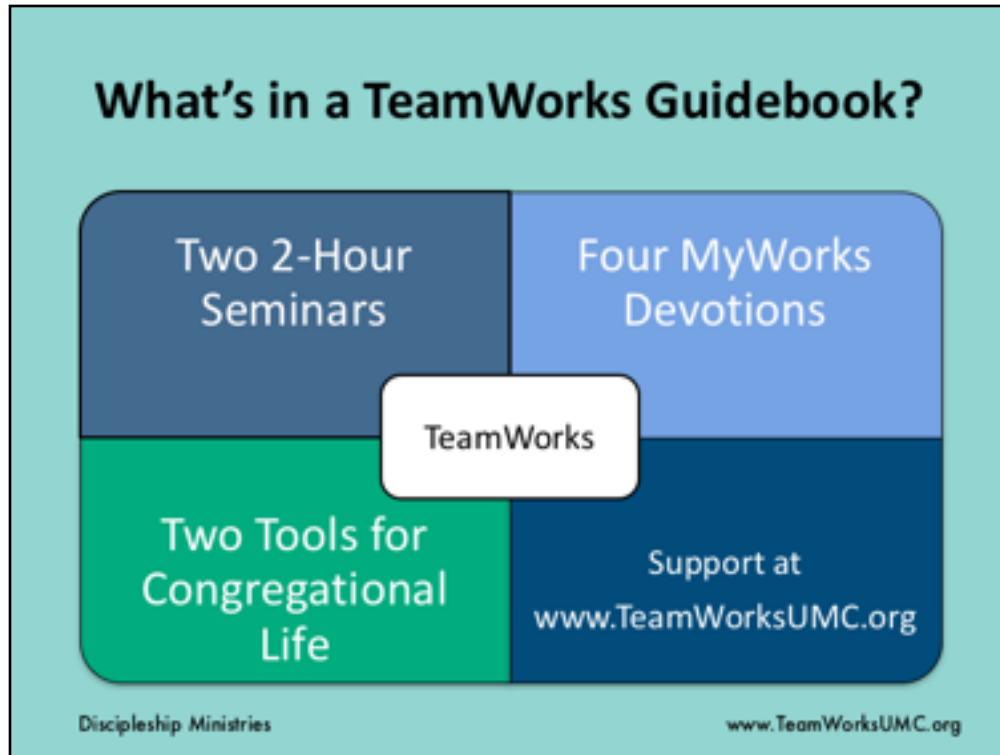 What's in a TeamWorks Guidebook?
Two 2-Hour
Seminars
Four MyWorks
Devotions
TeamWorks
Two Tools for
Congregational
Life
Support at
www.TeamWorksUMC.org
Discipleship Ministries
www.TeamWorksUMC.org